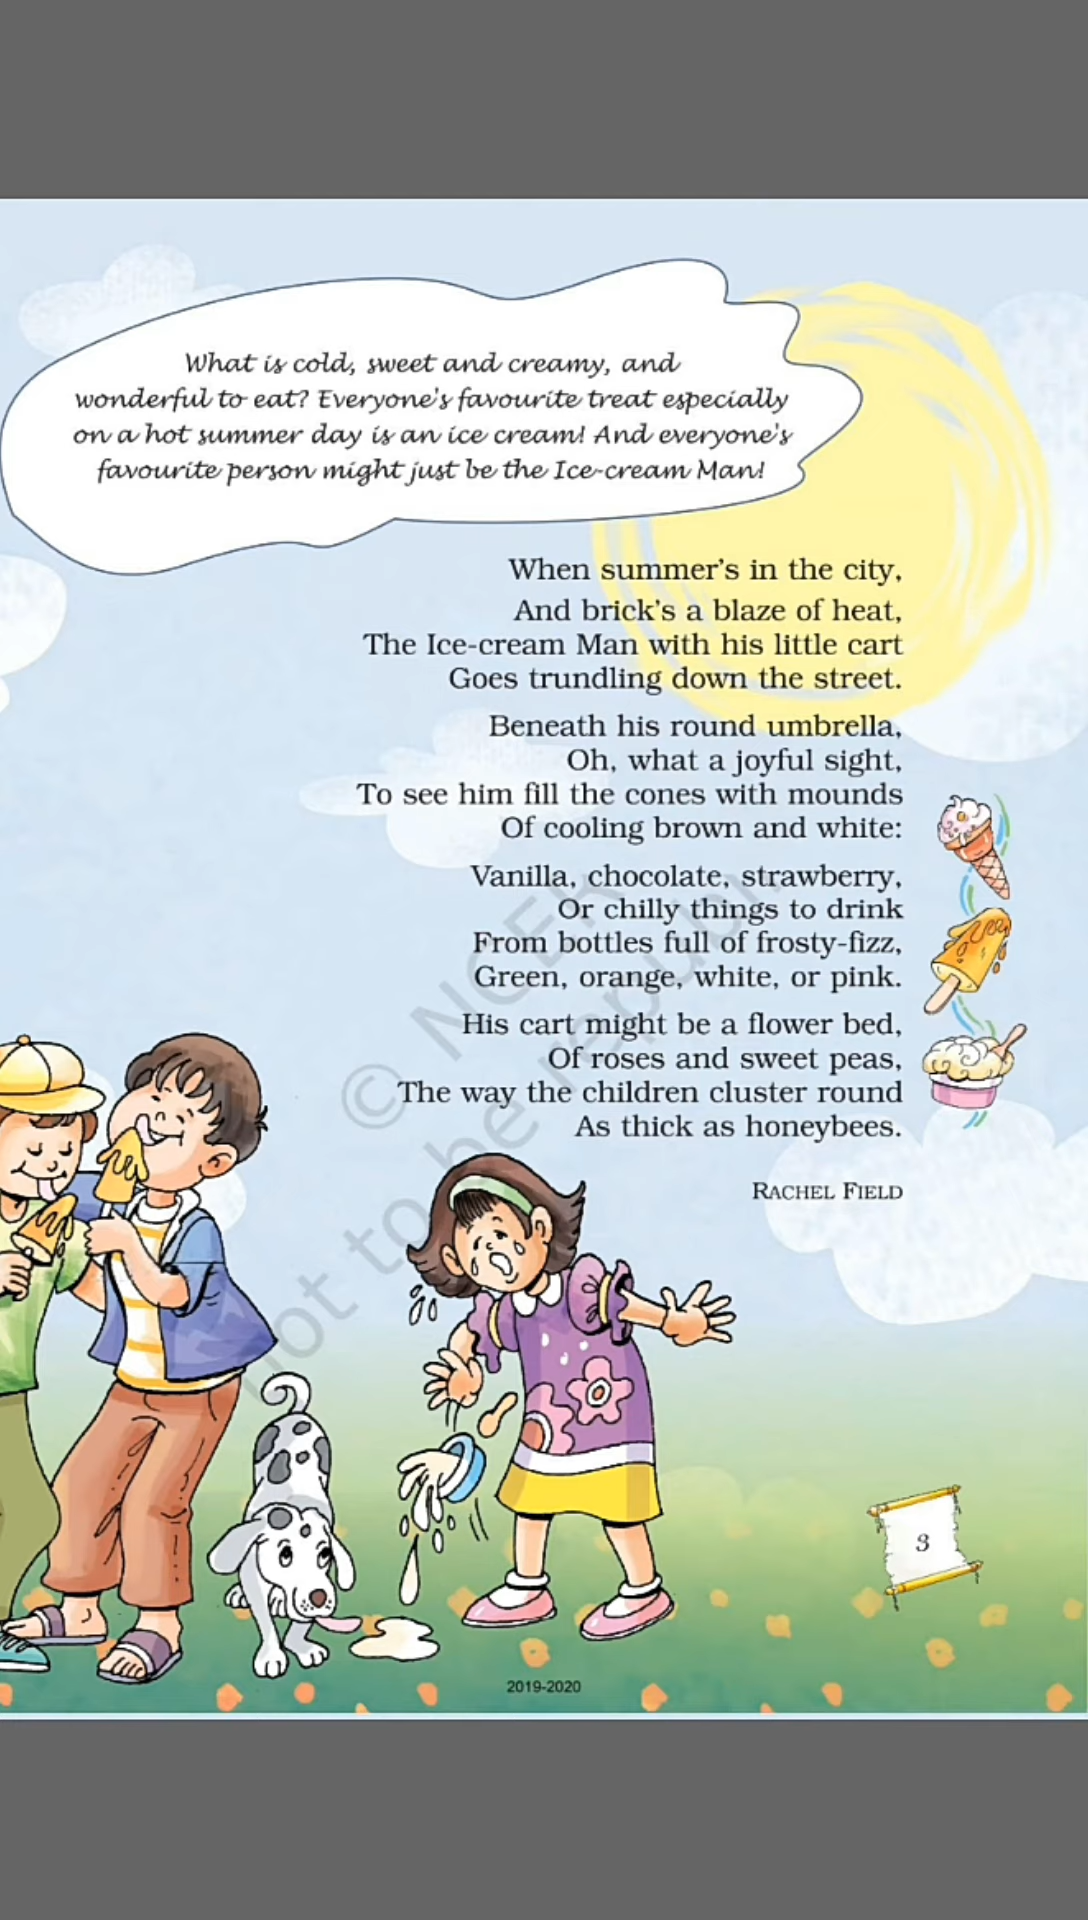 What is cold, sweet and creamy, and
wonderful to eat? Everyone's favourite treat especially
on a hot summer day is an ice cream! And everyone's
favourite person might just be the Ice-cream Man!
When summer's in the city,
And brick's a blaze of heat,
The Ice-cream Man with his little cart
Goes trundling down the street.
Beneath his round umbrella,
Oh, what a joyful sight,
To see him fill the cones with mounds
Of cooling brown and white:
Vanilla, chocolate, strawberry,
Or chilly things to drink
From bottles full of frosty-fizz,
Green, orange, white, or pink.
His cart might be a flower bed,
Of roses and sweet peas,
The way the children cluster round
As thick as honeybees.
RACHEL FIELD
© NCER
not to be republ
3
2019-2020